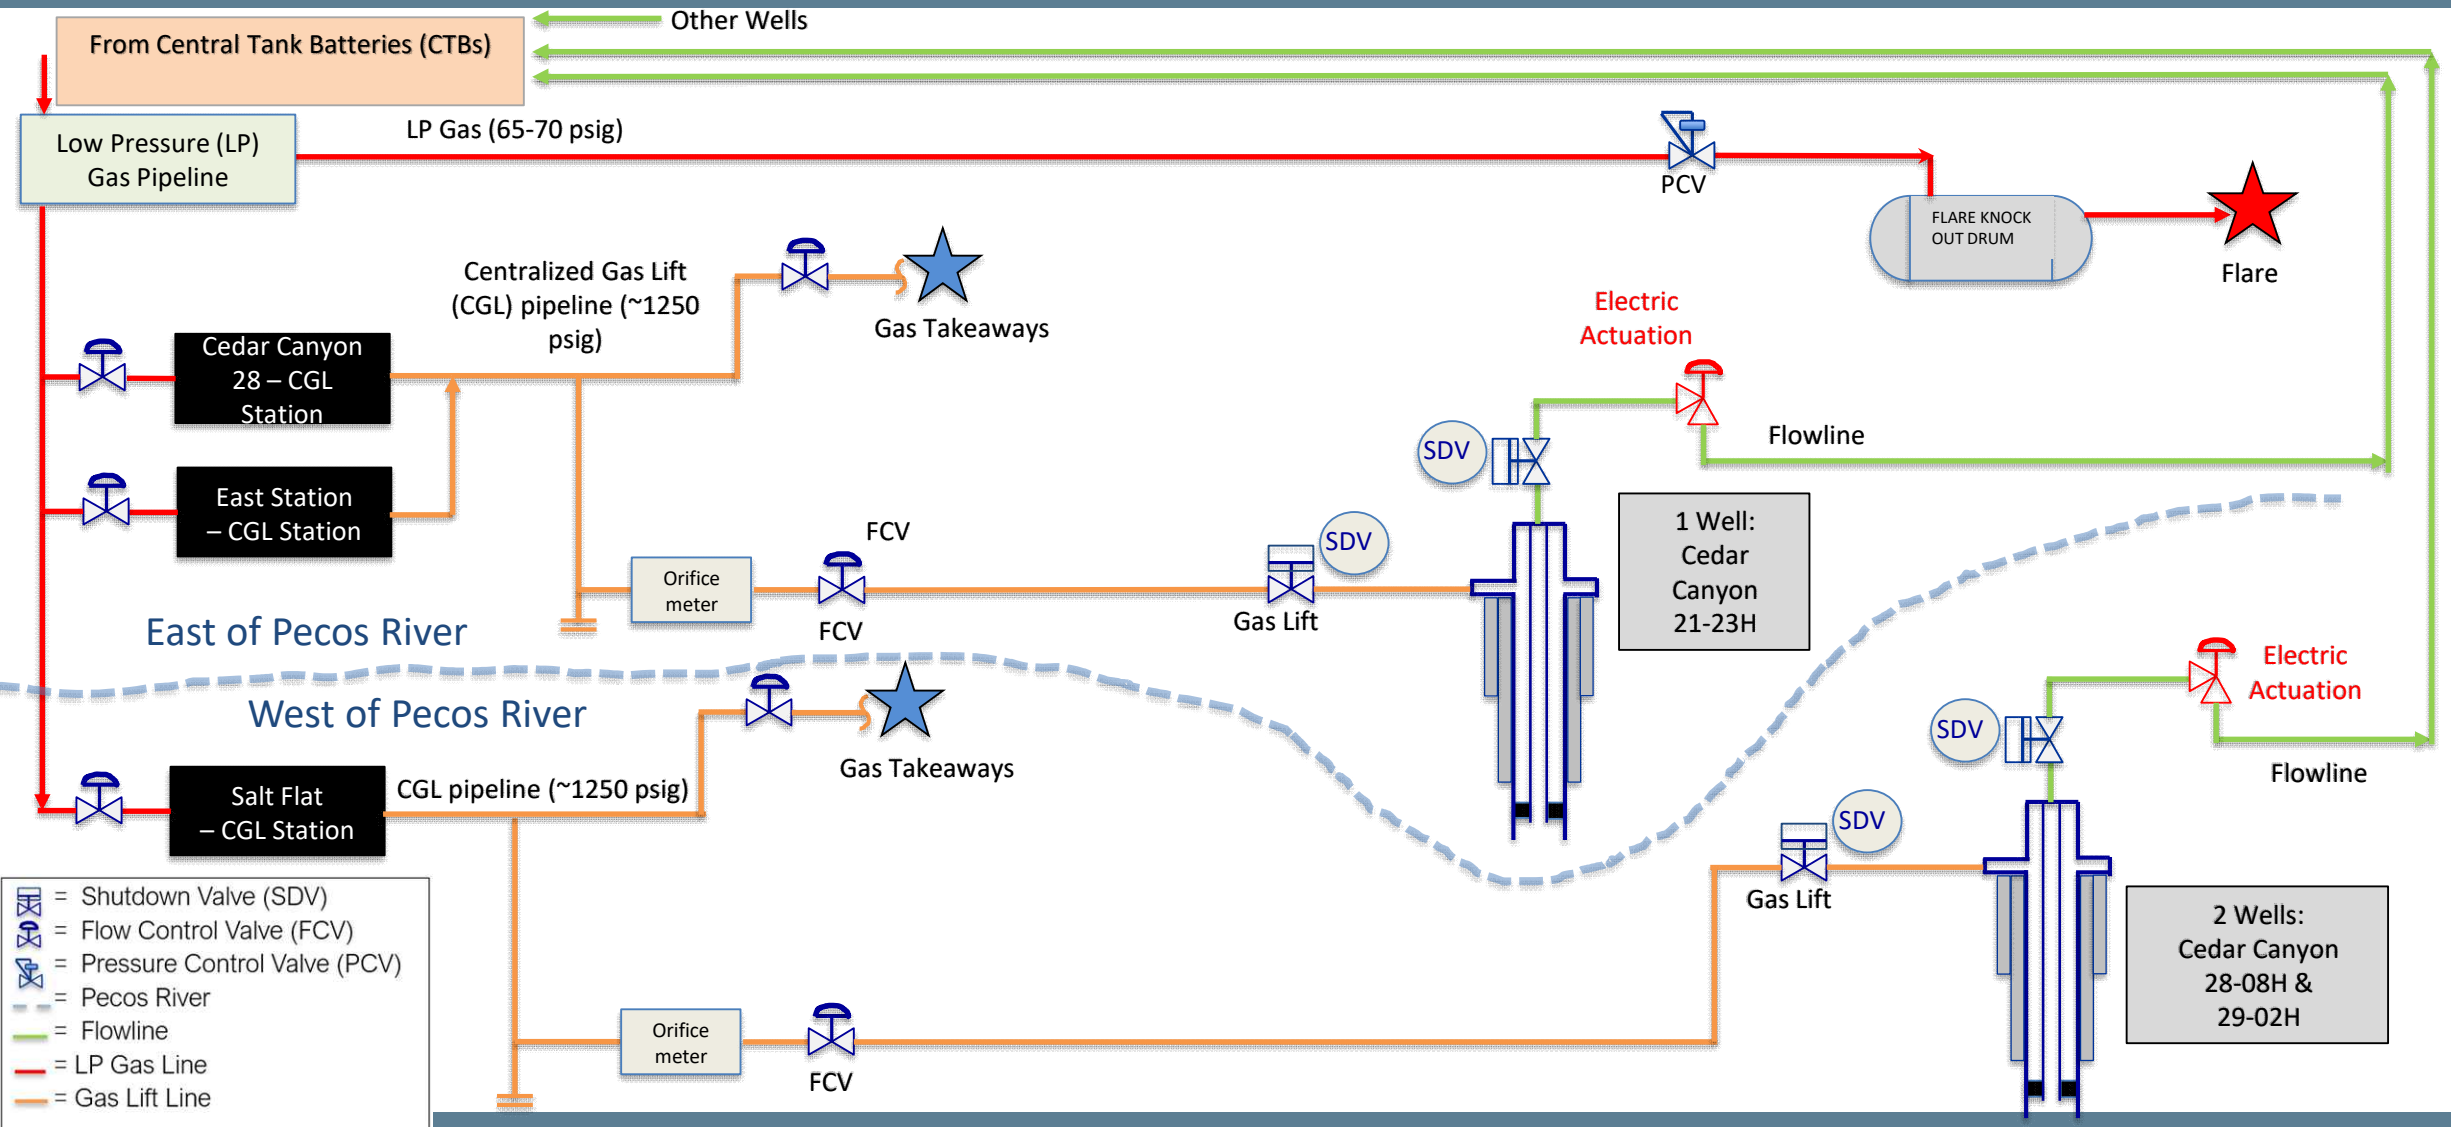 Other Wells
From Central Tank Batteries (CTBs)
Low Pressure (LP)
Gas Pipeline
LP Gas (65-70 psig)
PCV
FLARE KNOCK
OUT DRUM
Flare
Centralized Gas Lift
(CGL) pipeline (~1250
psig)
Gas Takeaways
Electric
Actuation
Cedar Canyon
28 – CGL
Station
Flowline
SDV
East Station
– CGL Station
FCV
SDV
1 Well:
Cedar
Canyon
21-23H
Orifice
meter
FCV
Gas Lift
East of Pecos River
West of Pecos River
Electric
Actuation
SDV
Flowline
Gas Takeaways
Salt Flat
– CGL Station
CGL pipeline (~1250 psig)
SDV
Gas Lift
2 Wells:
Cedar Canyon
28-08H &
29-02H
Orifice
meter
FCV
= Shutdown Valve (SDV)
= Flow Control Valve (FCV)
= Pressure Control Valve (PCV)
= Pecos River
= Flowline
= LP Gas Line
= Gas Lift Line